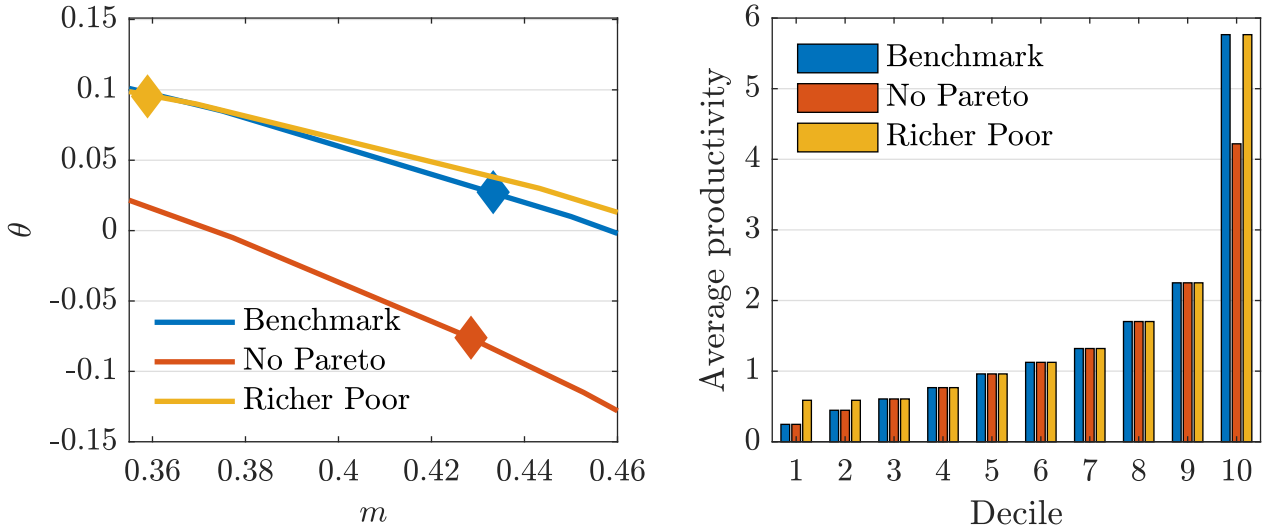 0.15
0.1
0.05
0
-0.05
-0.1
-0.15
θ
Benchmark
No Pareto
Richer Poor
0.36 0.38 0.4 0.42 0.44 0.46
m
6
5
4
3
2
1
0
Average productivity
Benchmark
No Pareto
Richer Poor
1 2 3 4 5 6 7 8 9 10
Decile